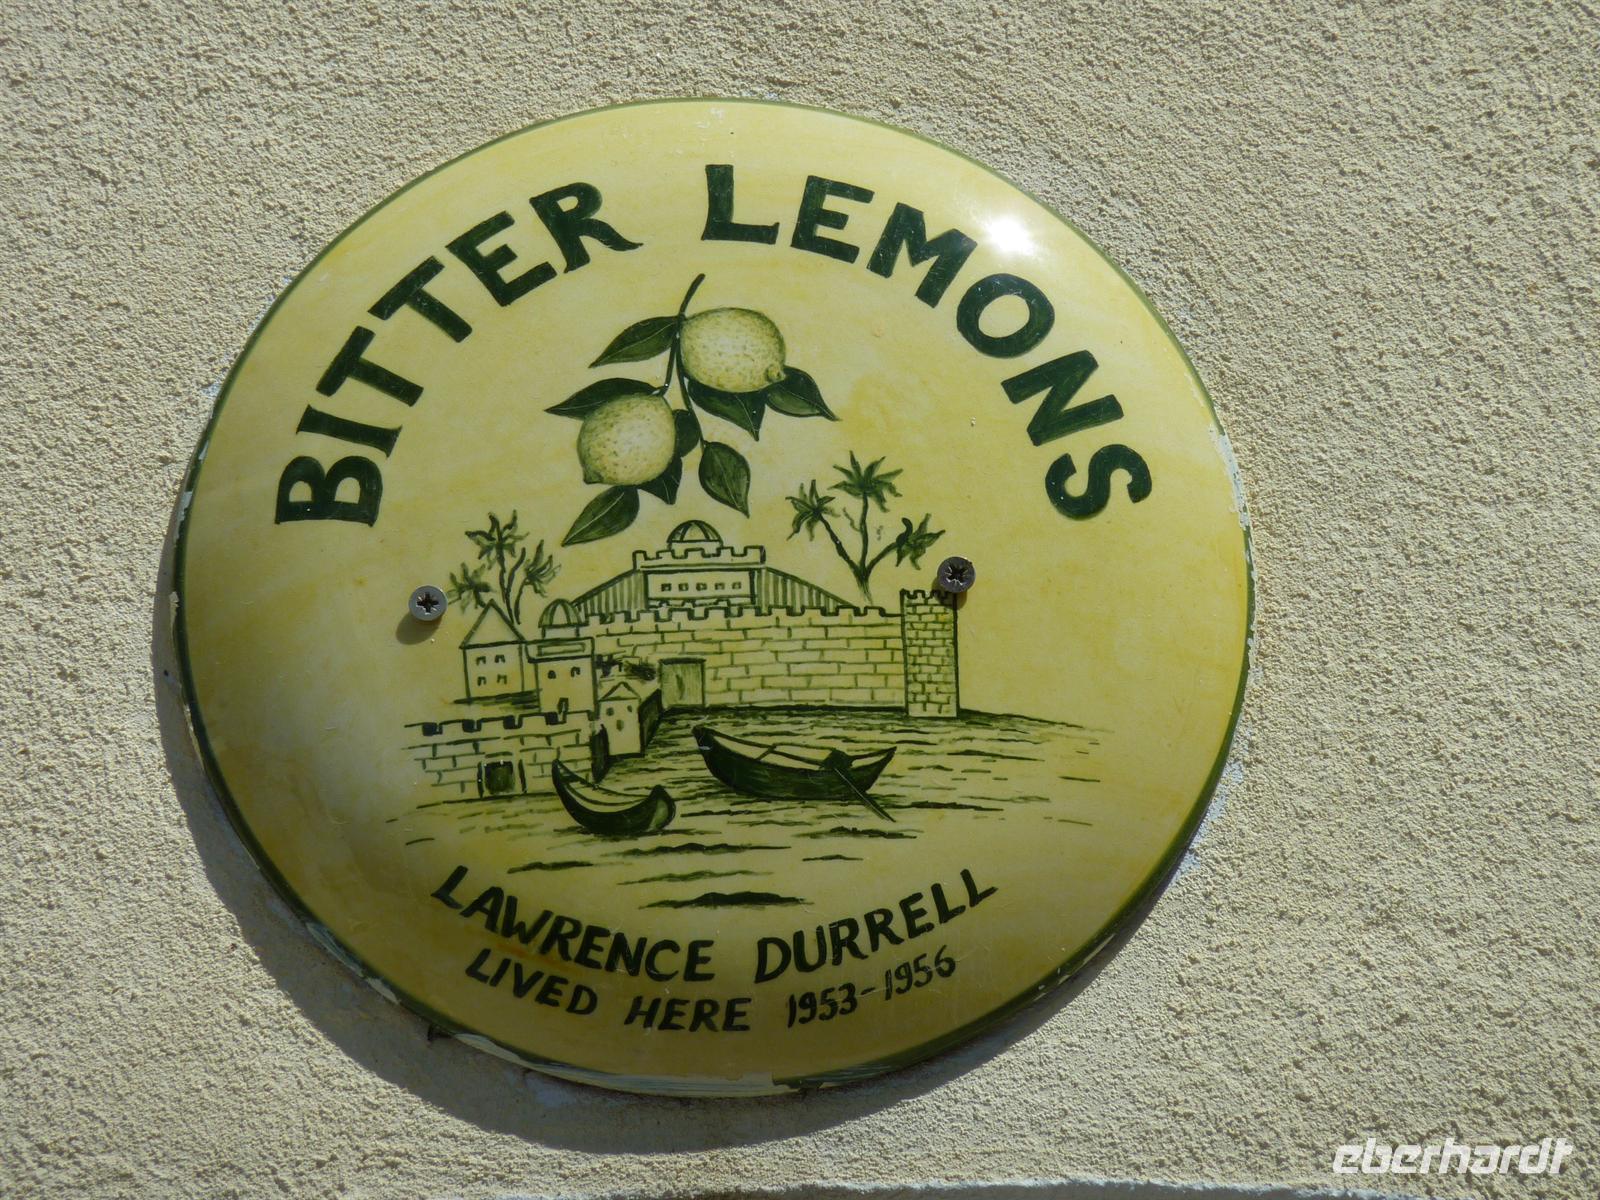 BITTER LEMONS
LAWRENCE DURRELL
LIVED HERE 1953-1956
eberhardt